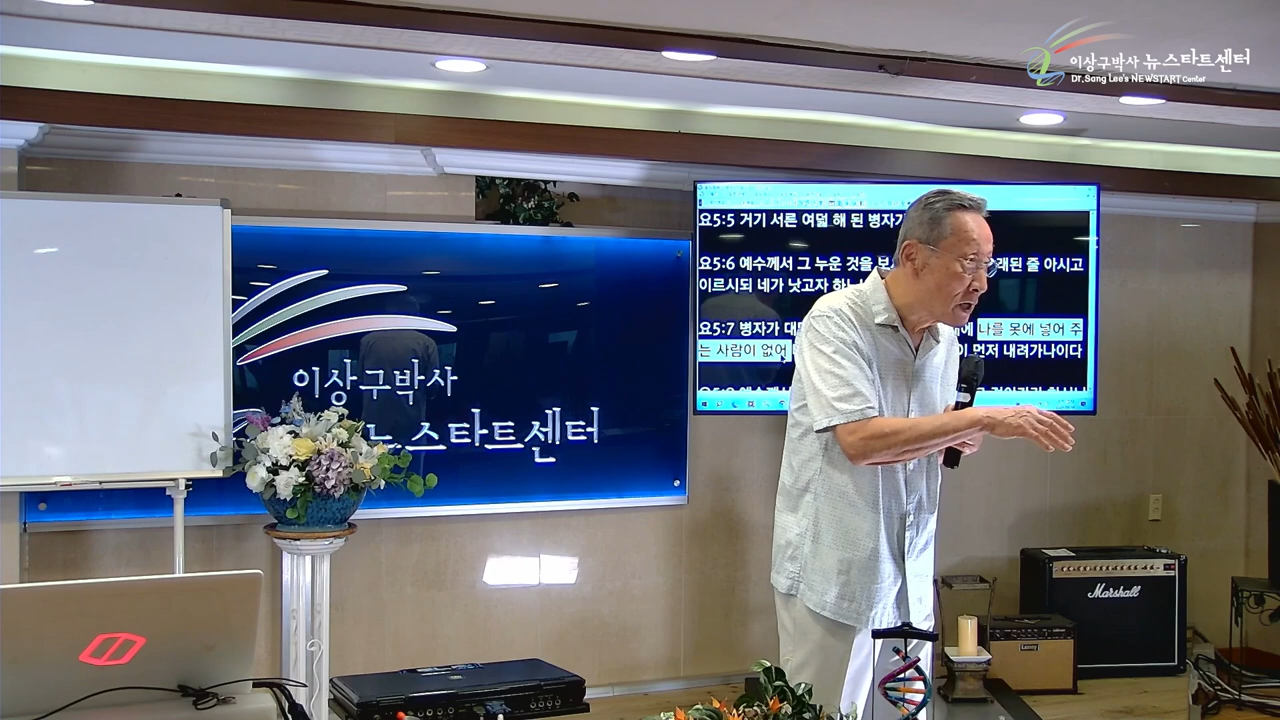 이상구박사 뉴스타트센터
Dr. Sang Lee's NEWSTART Center
요5:5 거기 서른 여덟 해 된 병자가
요5:6 예수께서 그 누운 것을 래된 줄 아시고
이르시되 네가 낫고자
요5:7 병자가 나를 못에 넣어 주
는 사람이 없어 먼저 내려가나이다
이상구박사
뉴스타트센터
Marshall
Laney